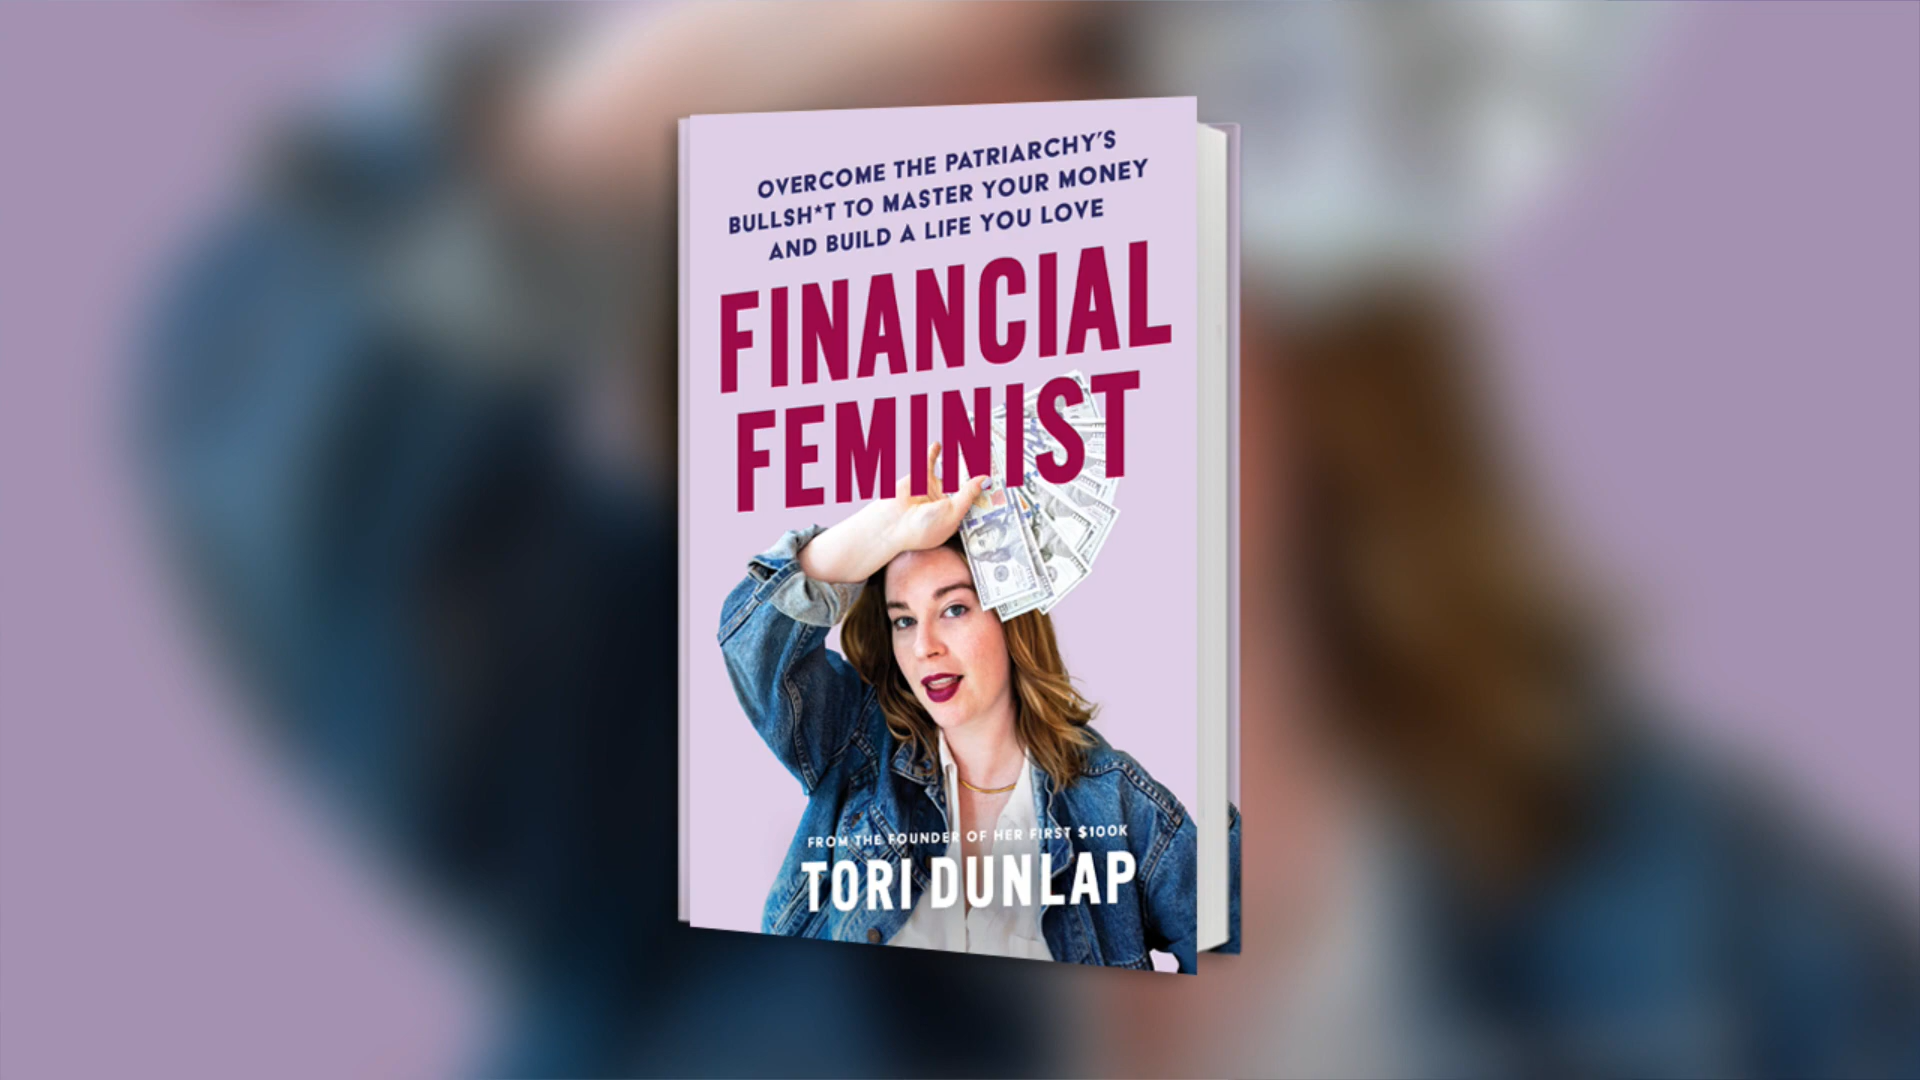 OVERCOME THE PATRIARCHY'S
BULLSH*T TO MASTER YOUR MONEY
AND BUILD A LIFE YOU LOVE
FINANCIAL
FEMINIST
FROM THE FOUNDER OF HER FIRST $100K
TORI DUNLAP